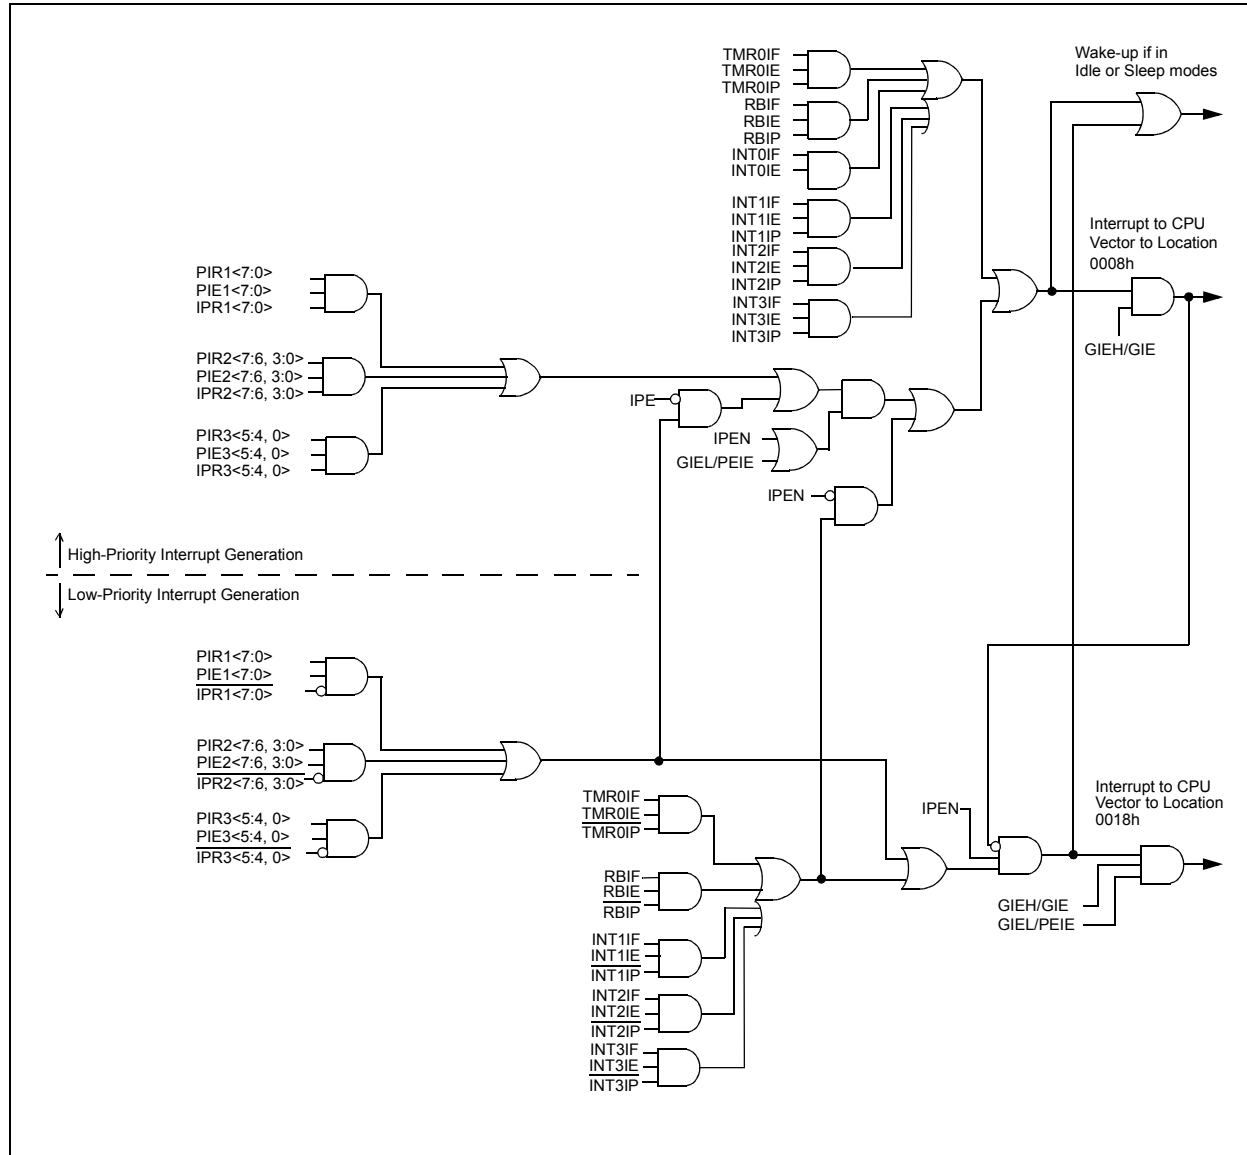 TMR0IF
TMR0IE
TMR0IP
RBIF
RBIE
RBIP
INT0IF
INT0IE
INT1IF
INT1IE
INT1IP
INT2IF
INT2IE
INT2IP
INT3IF
INT3IE
INT3IP
Wake-up if in
Idle or Sleep modes
Interrupt to CPU
Vector to Location
0008h
GIEH/GIE
PIR1<7:0>
PIE1<7:0>
IPR1<7:0>
PIR2<7:6, 3:0>
PIE2<7:6, 3:0>
IPR2<7:6, 3:0>
PIR3<5:4, 0>
PIE3<5:4, 0>
IPR3<5:4, 0>
IPE
IPEN
GIEL/PEIE
IPEN
High-Priority Interrupt Generation
Low-Priority Interrupt Generation
PIR1<7:0>
PIE1<7:0>
IPR1<7:0>
PIR2<7:6, 3:0>
PIE2<7:6, 3:0>
IPR2<7:6, 3:0>
PIR3<5:4, 0>
PIE3<5:4, 0>
IPR3<5:4, 0>
TMR0IF
TMR0IE
TMR0IP
RBIF
RBIE
RBIP
INT1IF
INT1IE
INT1IP
INT2IF
INT2IE
INT2IP
INT3IF
INT3IE
INT3IP
IPEN
Interrupt to CPU
Vector to Location
0018h
GIEH/GIE
GIEL/PEIE